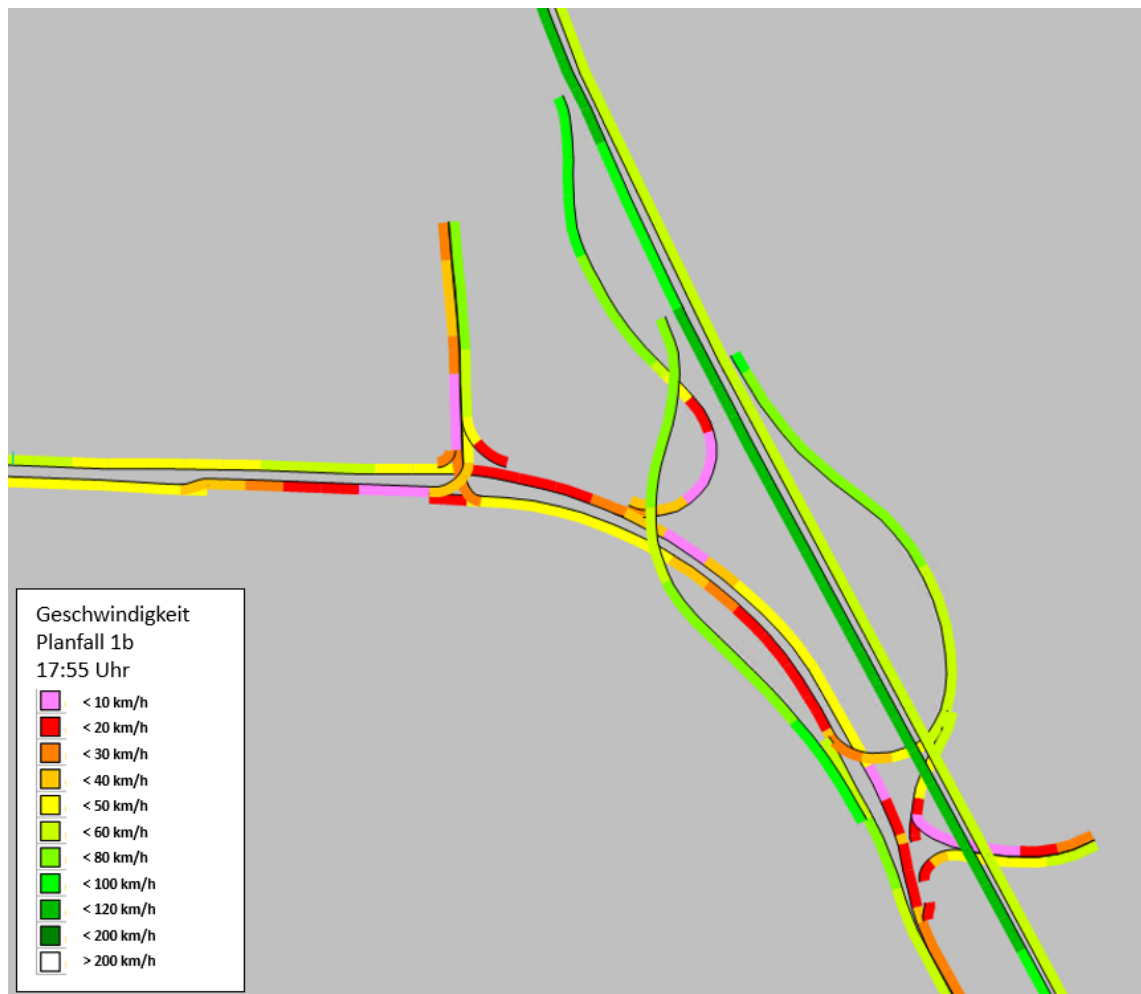 Geschwindigkeit
Planfall 1b
17:55 Uhr
< 10 km/h
< 20 km/h
< 30 km/h
< 40 km/h
< 50 km/h
< 60 km/h
< 80 km/h
< 100 km/h
< 120 km/h
< 200 km/h
> 200 km/h